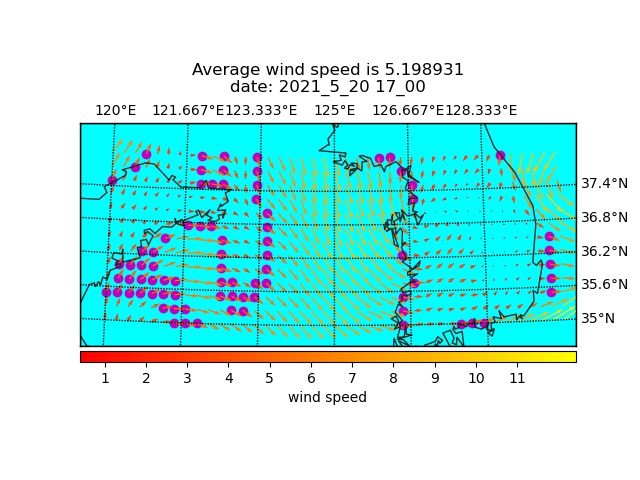 Average wind speed is 5.198931
date: 2021_5_20 17_00
120°E 121.667°E 123.333°E 125°E 126.667°E 128.333°E
37.4°N
36.8°N
36.2°N
35.6°N
35°N
1 2 3 4 5 6 7 8 9 10 11
wind speed